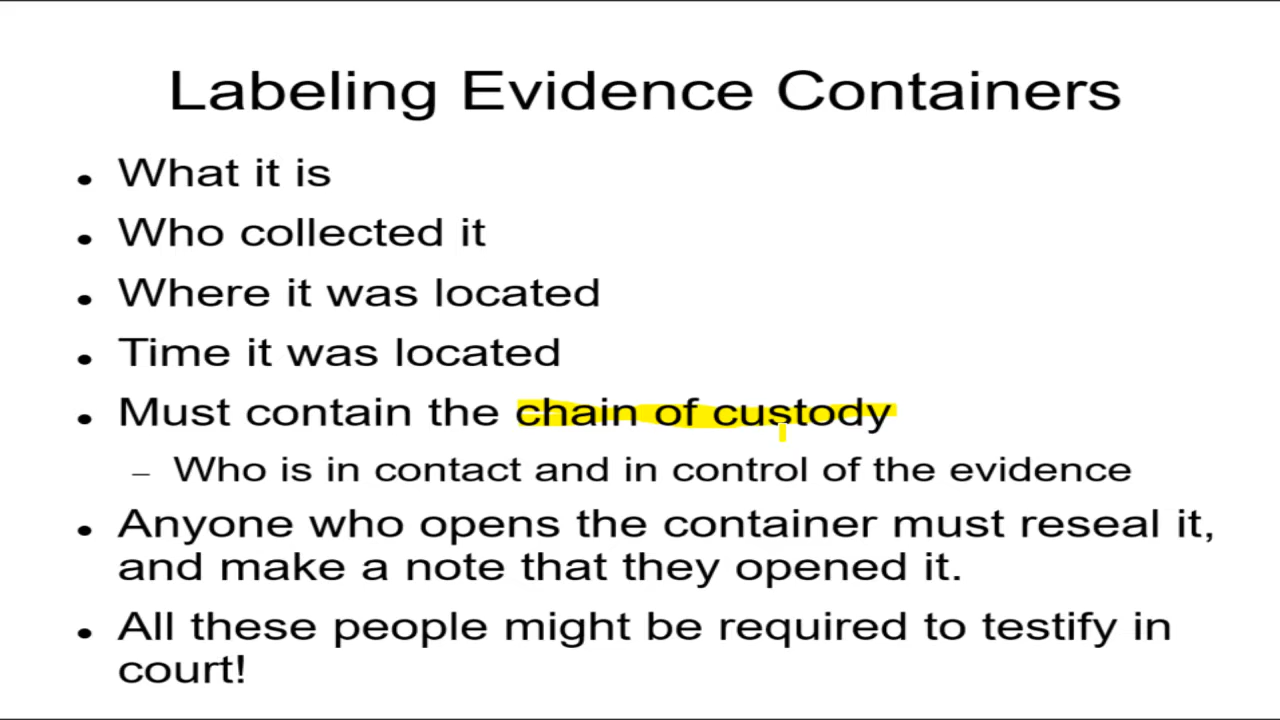 Labeling Evidence Containers
• What it is
• Who collected it
• Where it was located
• Time it was located
• Must contain the chain of custody
– Who is in contact and in control of the evidence
• Anyone who opens the container must reseal it,
and make a note that they opened it.
• All these people might be required to testify in
court!